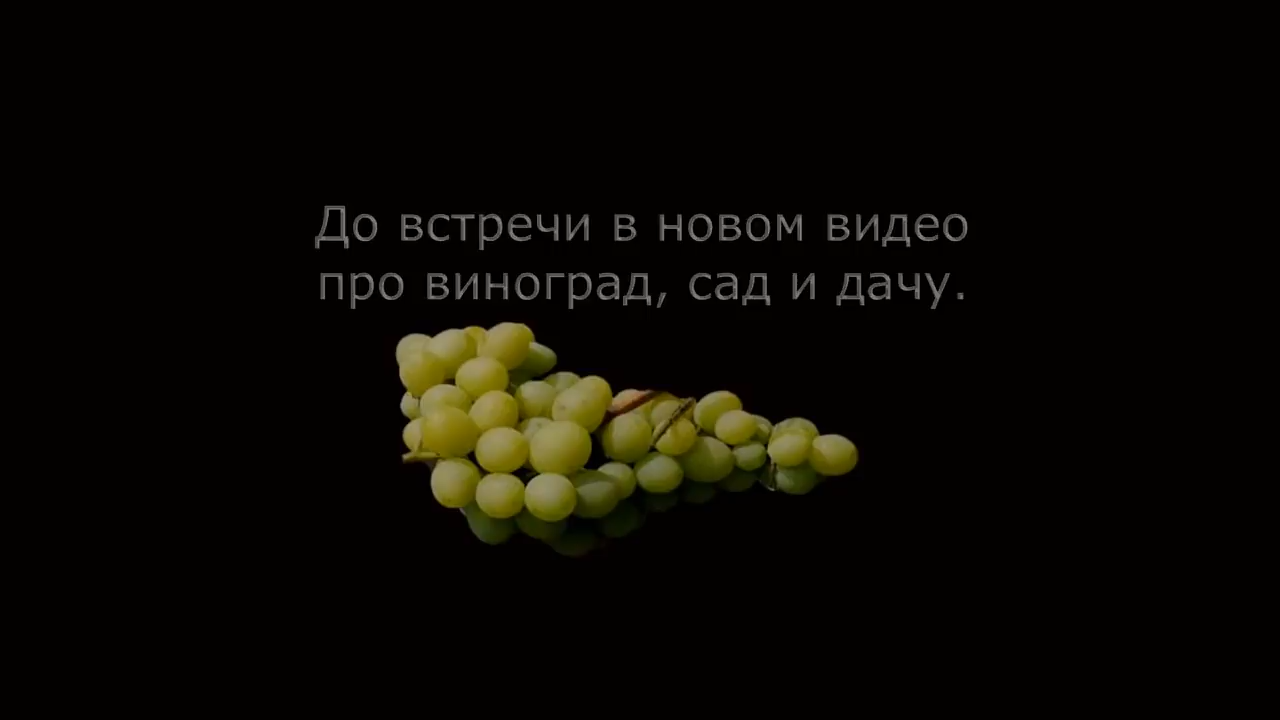 До встречи в новом видео
про виноград, сад и дачу.